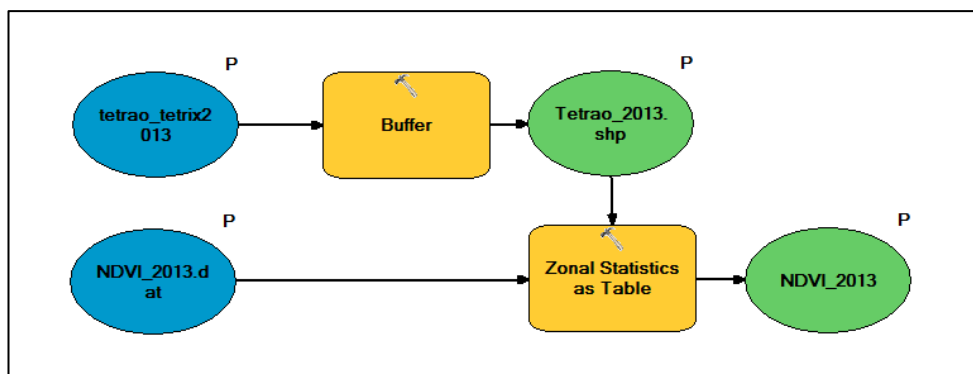 P
P
tetrao_tetrix2
013
Buffer
Tetrao_2013.
shp
P
P
NDVI_2013.d
at
Zonal Statistics
as Table
NDVI_2013